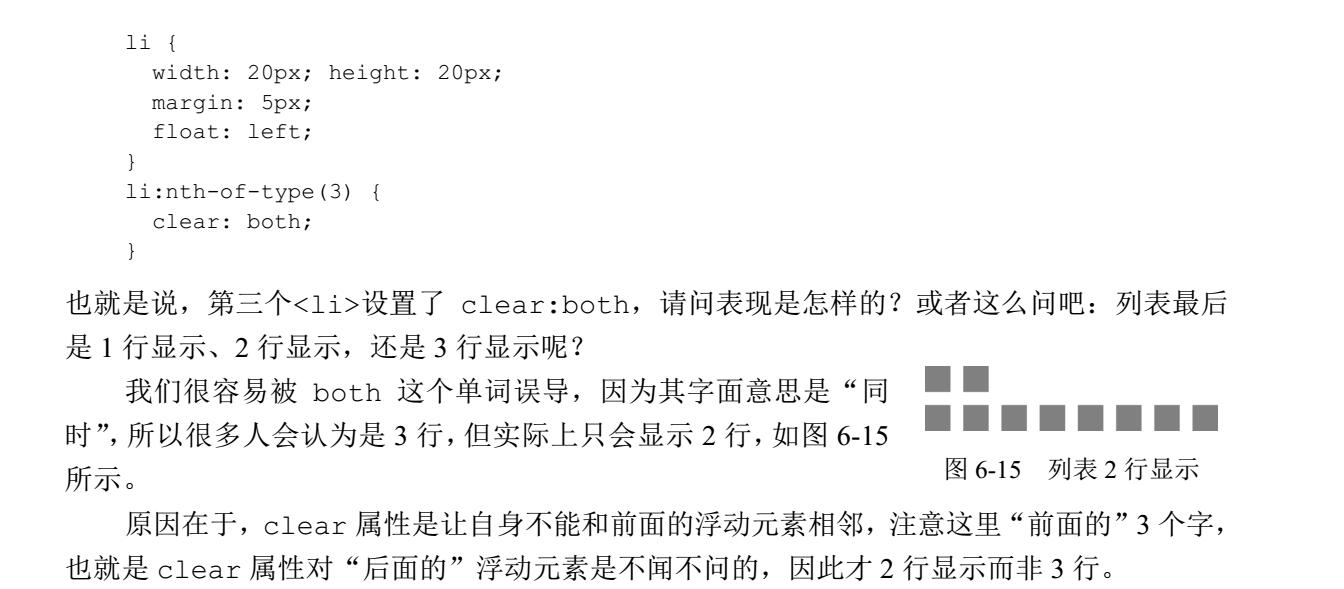 li {
  width: 20px; height: 20px;
  margin: 5px;
  float: left;
}
li:nth-of-type(3) {
  clear: both;
}
也就是说，第三个<li>设置了 clear:both，请问表现是怎样的？或者这么问吧：列表最后
是 1 行显示、2 行显示，还是 3 行显示呢？
我们很容易被 both 这个单词误导，因为其字面意思是“同
时”，所以很多人会认为是 3 行，但实际上只会显示 2 行，如图 6-15
所示。
图 6-15　列表 2 行显示
原因在于，clear 属性是让自身不能和前面的浮动元素相邻，注意这里“前面的”3 个字，
也就是 clear 属性对“后面的”浮动元素是不闻不问的，因此才 2 行显示而非 3 行。